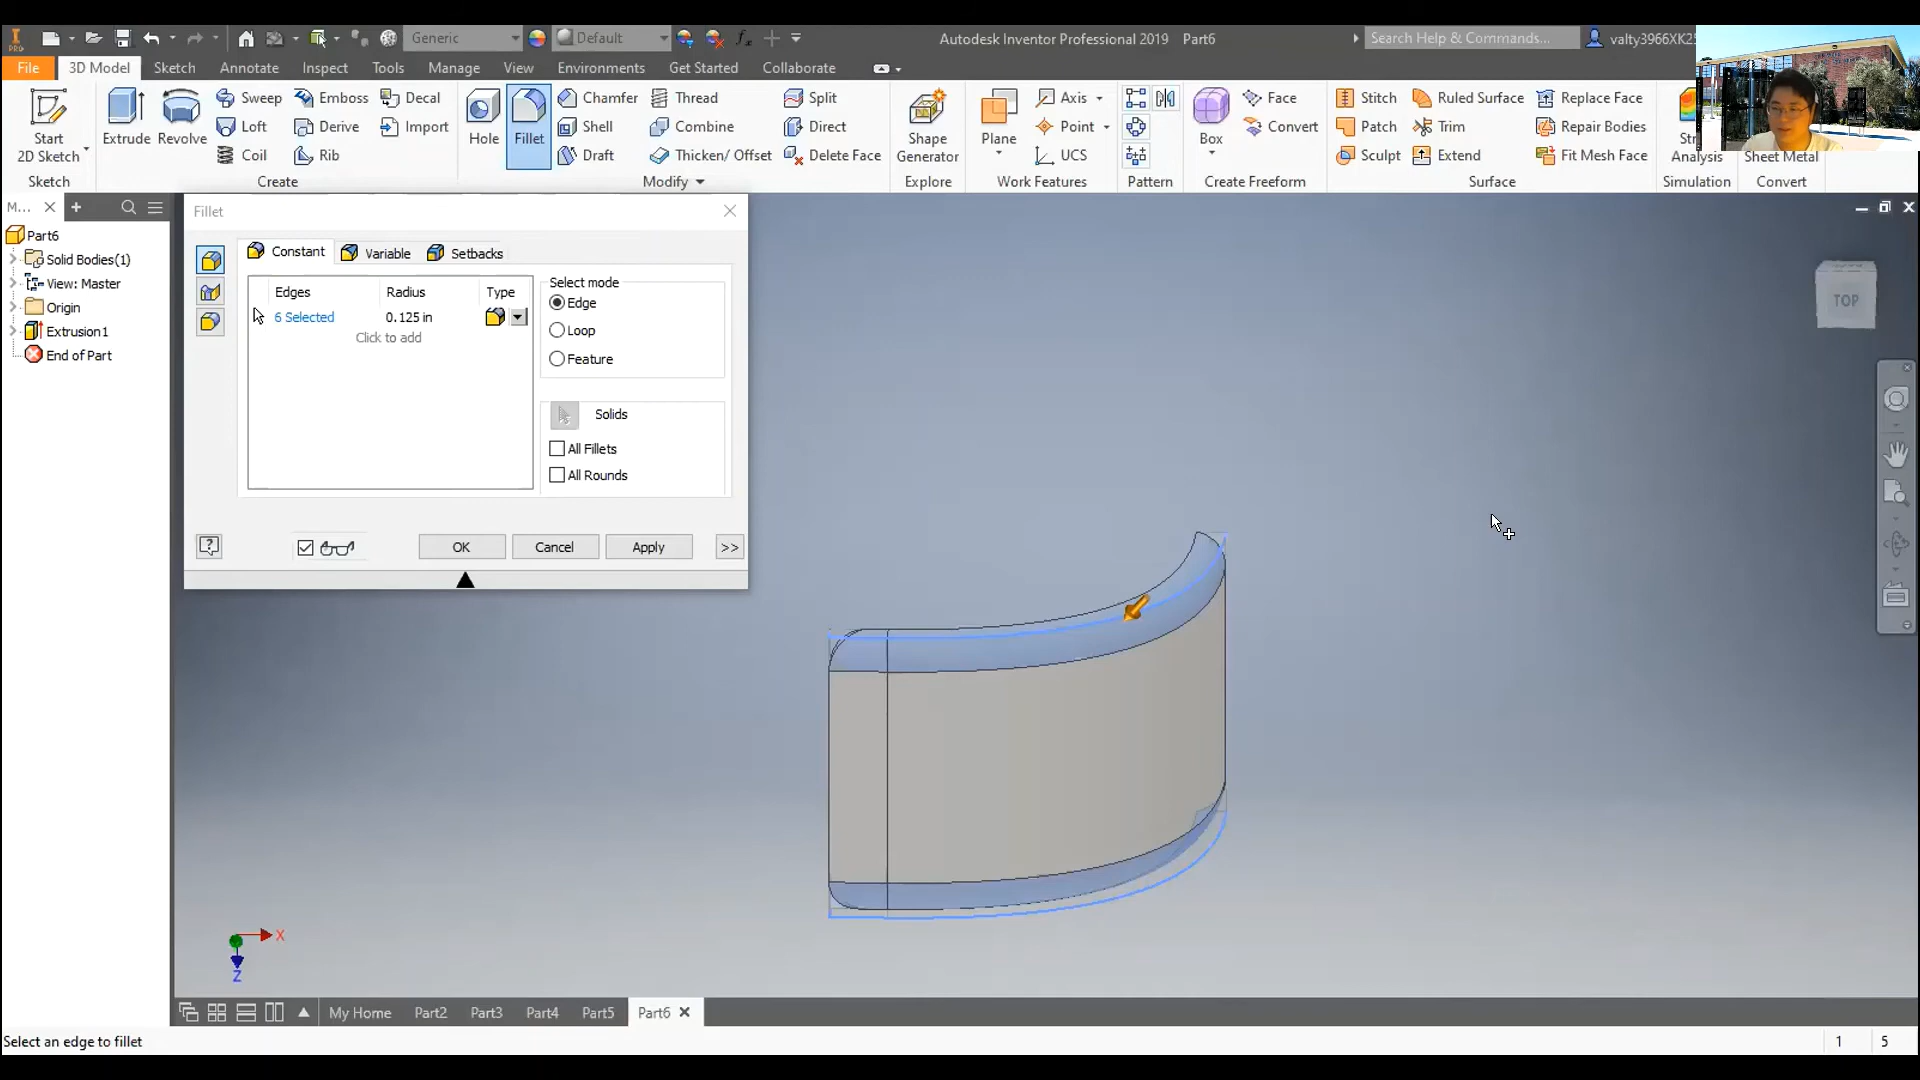 PRO
Generic
Default
Autodesk Inventor Professional 2019 Part6
Search Help & Commands...
File
3D Model
Sketch
Annotate
Inspect
Tools
Manage
View
Environments
Get Started
Collaborate
Start
2D Sketch
Sketch
Extrude
Revolve
Sweep
Loft
Coil
Emboss
Derive
Rib
Decal
Import
Create
Hole
Fillet
Chamfer
Shell
Draft
Thread
Combine
Thicken/ Offset
Split
Direct
Delete Face
Modify
Shape
Generator
Explore
Plane
Axis
Point
UCS
Work Features
Pattern
Box
Face
Convert
Create Freeform
Stitch
Patch
Sculpt
Ruled Surface
Trim
Extend
Replace Face
Repair Bodies
Fit Mesh Face
Surface
Analysis
Simulation
Sheet Metal
Convert
M...
Part6
Solid Bodies(1)
View: Master
Origin
Extrusion1
End of Part
Fillet
Constant
Variable
Setbacks
Edges
Radius
Type
6 Selected
0.125 in
Click to add
Select mode
Edge
Loop
Feature
Solids
All Fillets
All Rounds
OK
Cancel
Apply
>>
TOP
X
Z
My Home
Part2
Part3
Part4
Part5
Part6
Select an edge to fillet
1
5